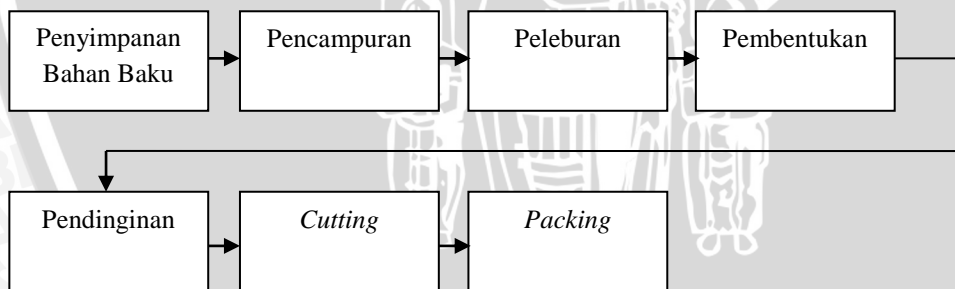 Penyimpanan
Bahan Baku
Pencampuran
Peleburan
Pembentukan
Pendinginan
Cutting
Packing